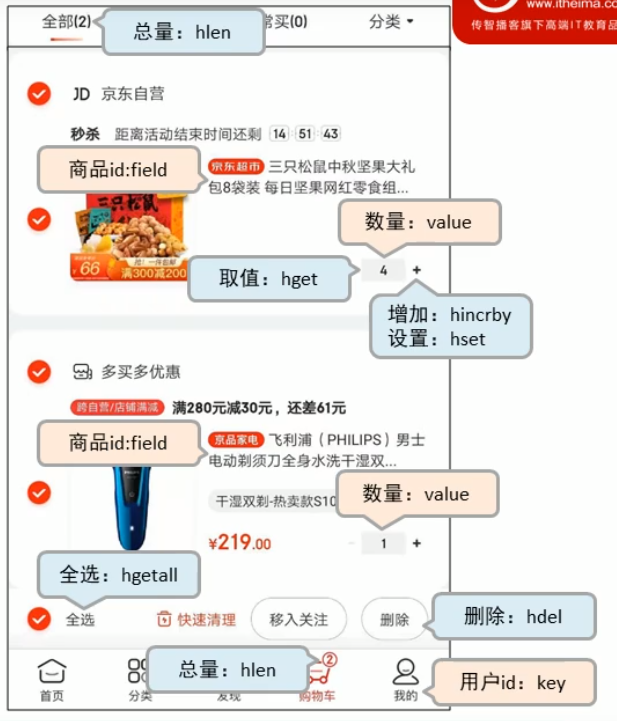 www.itheima.co
传智播客旗下高端IT教育品
全部(2)
总量：hlen
常买(0)
分类
JD 京东自营
秒杀 距离活动结束时间还剩 14 : 51 : 43
商品id:field
京东超市 三只松鼠中秋坚果大礼
包8袋装 每日坚果网红零食组...
三只松鼠
¥66
抢！一件包邮
满300减200
数量：value
取值：hget
4 +
增加：hincrby
设置：hset
多买多优惠
跨自营/店铺满减 满280元减30元，还差61元
商品id:field
京品家电 飞利浦（PHILIPS）男士
电动剃须刀全身水洗干湿双...
干湿双剃-热卖款S10
数量：value
¥219.00
- 1 +
全选：hgetall
全选
快速清理
移入关注
删除
删除：hdel
总量：hlen
2
用户id：key
首页
分类
发现
购物车
我的